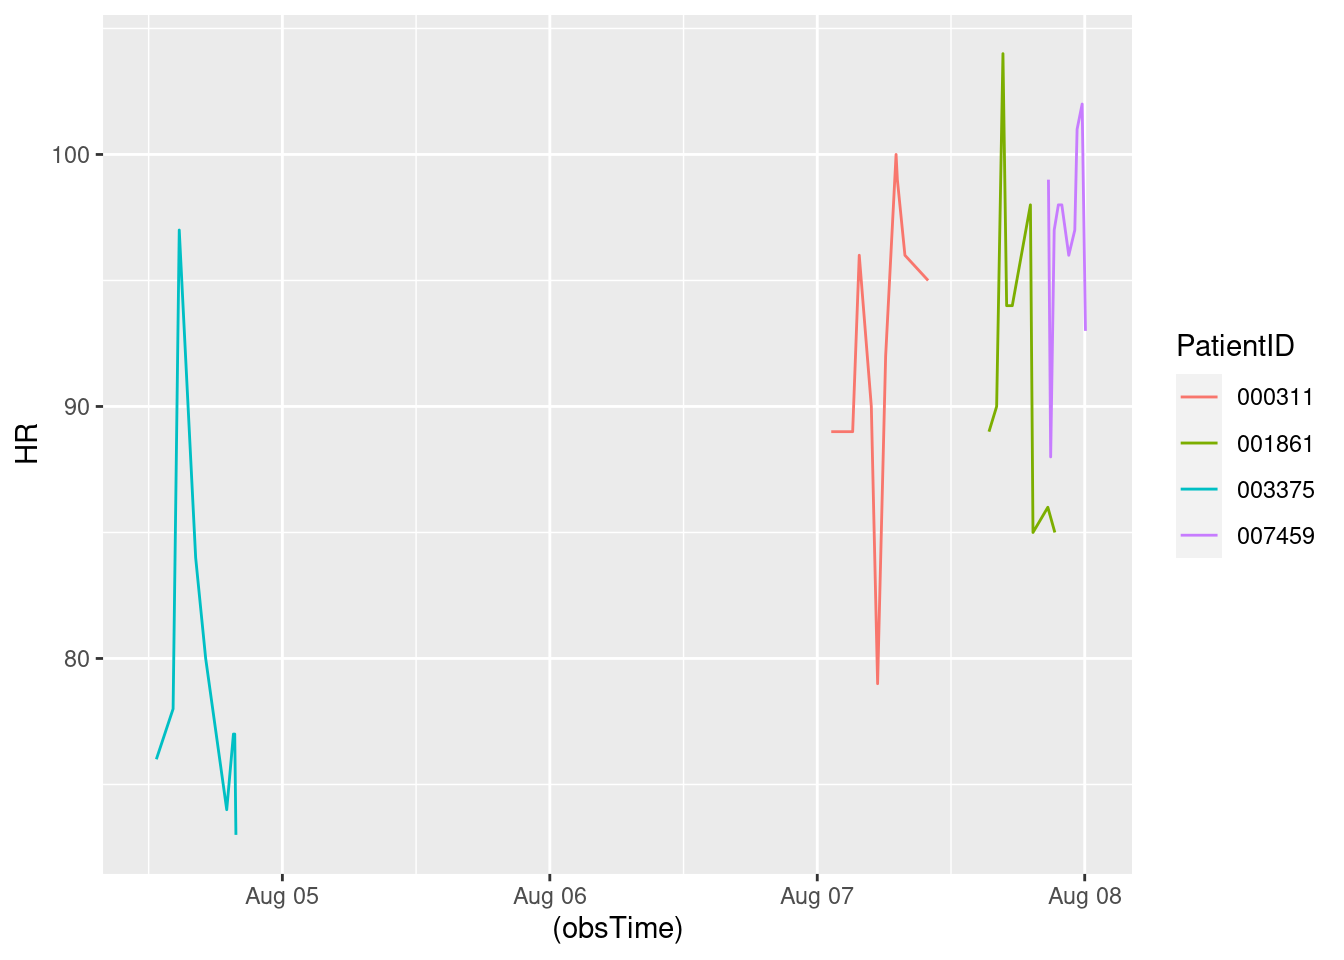 100
90
80
HR
Aug 05
Aug 06
Aug 07
Aug 08
(obsTime)
PatientID
000311
001861
003375
007459